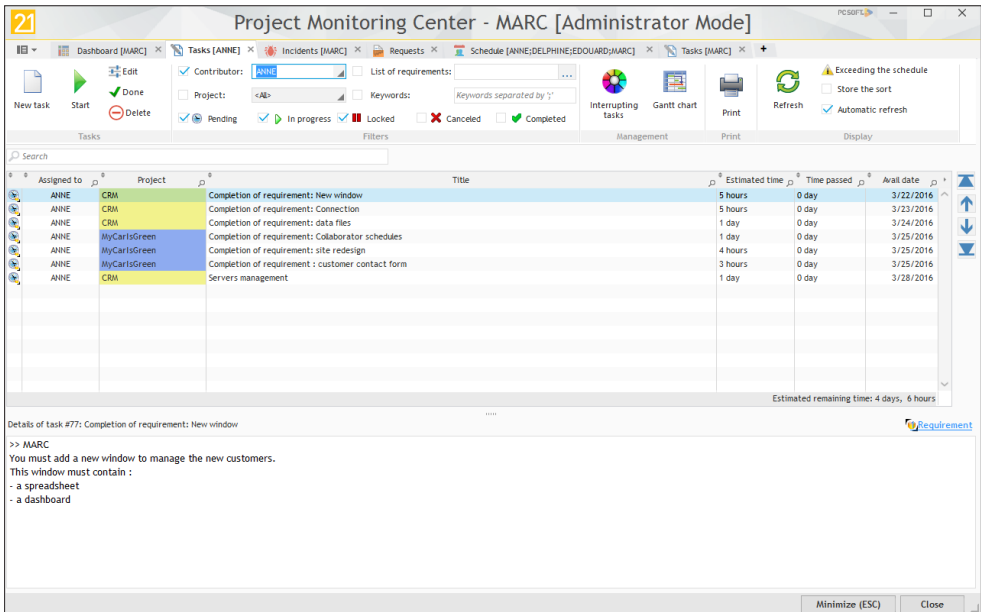 21
Project Monitoring Center - MARC [Administrator Mode]
PC SOFT
Dashboard [MARC]
Tasks [ANNE]
Incidents [MARC]
Requests
Schedule [ANNE;DELPHINE;EDOUARD;MARC]
Tasks [MARC]
New task
Start
Edit
Done
Delete
Tasks
Contributor: ANNE
List of requirements: ...
Project: <All>
Keywords: Keywords separated by ';'
Pending
In progress
Locked
Canceled
Completed
Filters
Interrupting
tasks
Gantt chart
Management
Print
Print
Refresh
Exceeding the schedule
Store the sort
Automatic refresh
Display
Search
Assigned to Project Title Estimated time Time passed Avail date
ANNE CRM Completion of requirement: New window 5 hours 0 day 3/22/2016
ANNE CRM Completion of requirement: Connection 5 hours 0 day 3/23/2016
ANNE CRM Completion of requirement: data files 1 day 0 day 3/24/2016
ANNE MyCarIsGreen Completion of requirement: Collaborator schedules 1 day 0 day 3/25/2016
ANNE MyCarIsGreen Completion of requirement: site redesign 4 hours 0 day 3/25/2016
ANNE MyCarIsGreen Completion of requirement : customer contact form 3 hours 0 day 3/25/2016
ANNE CRM Servers management 1 day 0 day 3/28/2016
Estimated remaining time: 4 days, 6 hours
Details of task #77: Completion of requirement: New window
Requirement
>> MARC
You must add a new window to manage the new customers.
This window must contain :
- a spreadsheet
- a dashboard
Minimize (ESC)
Close